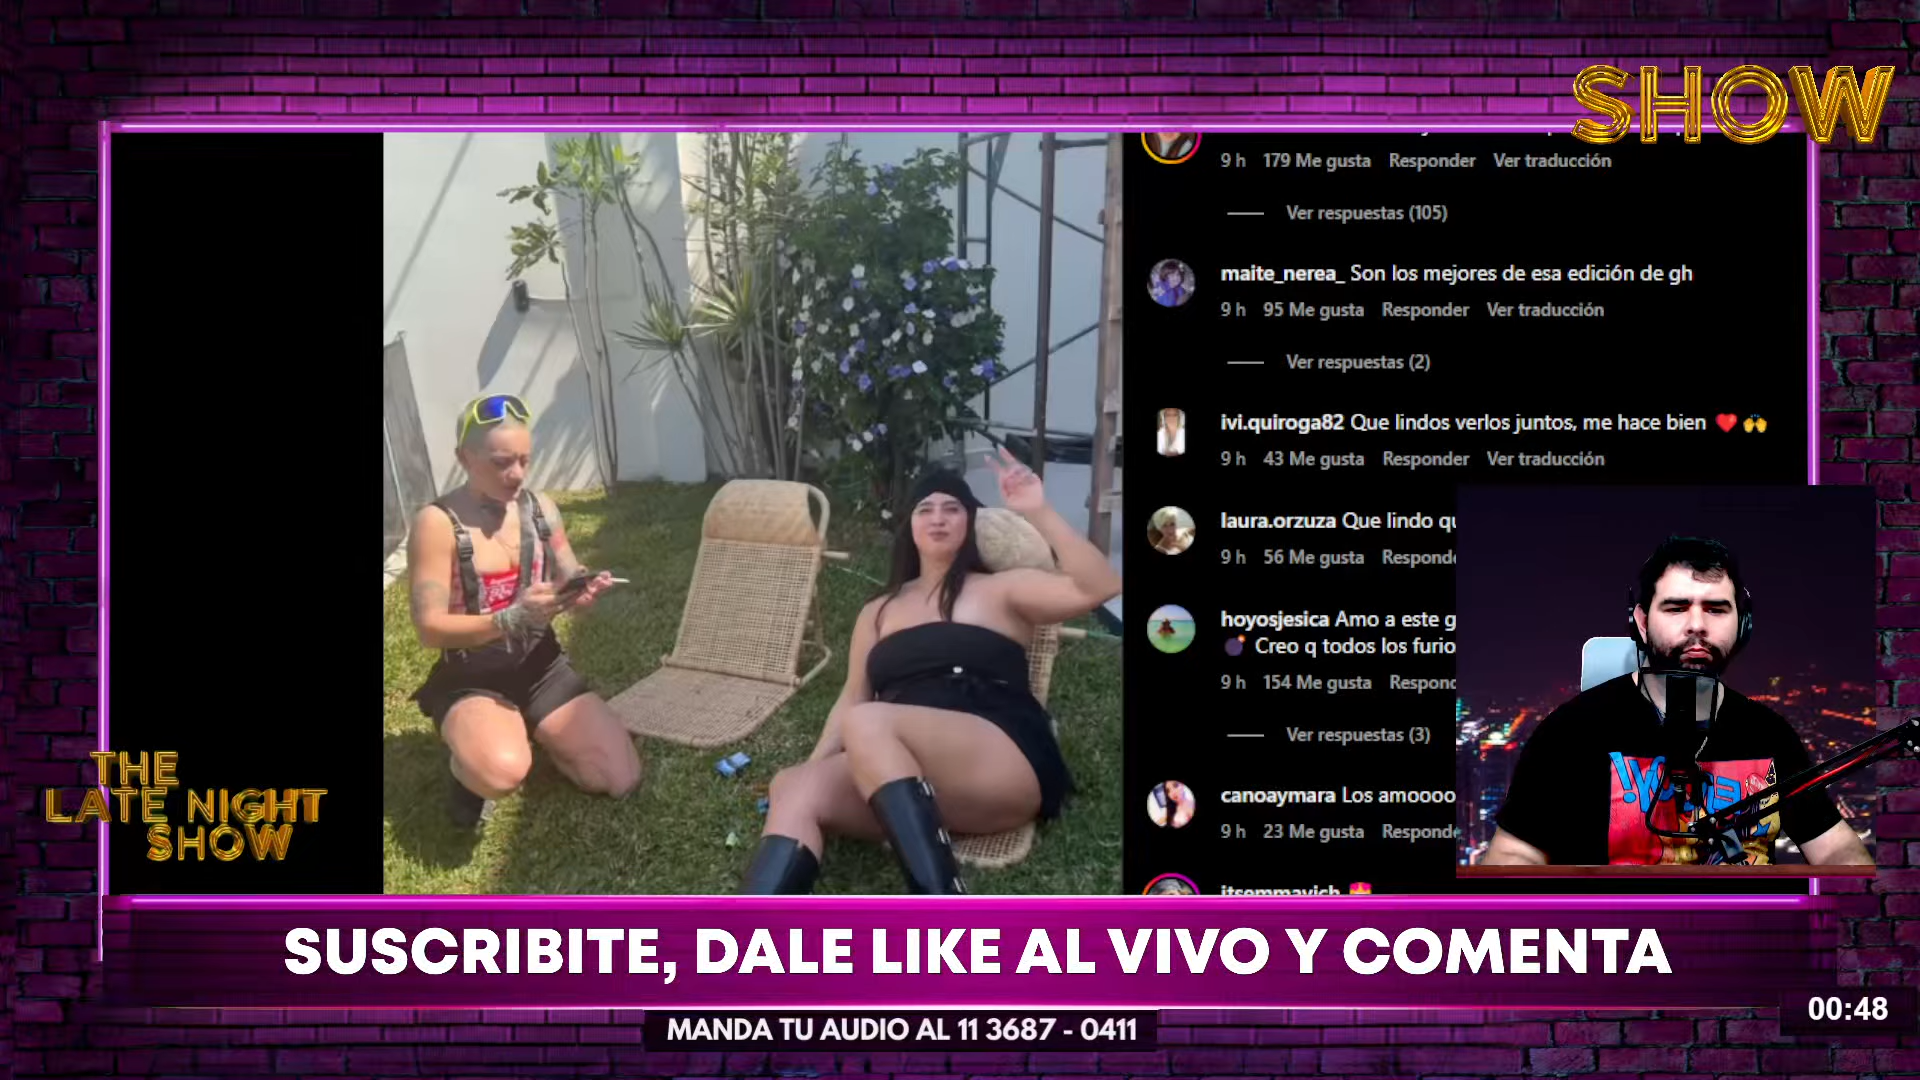 SHOW
9 h 179 Me gusta Responder Ver traducción
Ver respuestas (105)
maite_nerea_ Son los mejores de esa edición de gh
9 h 95 Me gusta Responder Ver traducción
Ver respuestas (2)
ivi.quiroga82 Que lindos verlos juntos, me hace bien ❤️🙌
9 h 43 Me gusta Responder Ver traducción
laura.orzuza Que lindo
9 h 56 Me gusta
hoyosjesica Amo a este
💣 Creo q todos los
9 h 154 Me gusta
Ver respuestas (3)
canoaymara Los
9 h 23 Me gusta
THE
LATE NIGHT
SHOW
SUSCRIBITE, DALE LIKE AL VIVO Y COMENTA
00:48
MANDA TU AUDIO AL 11 3687 - 0411